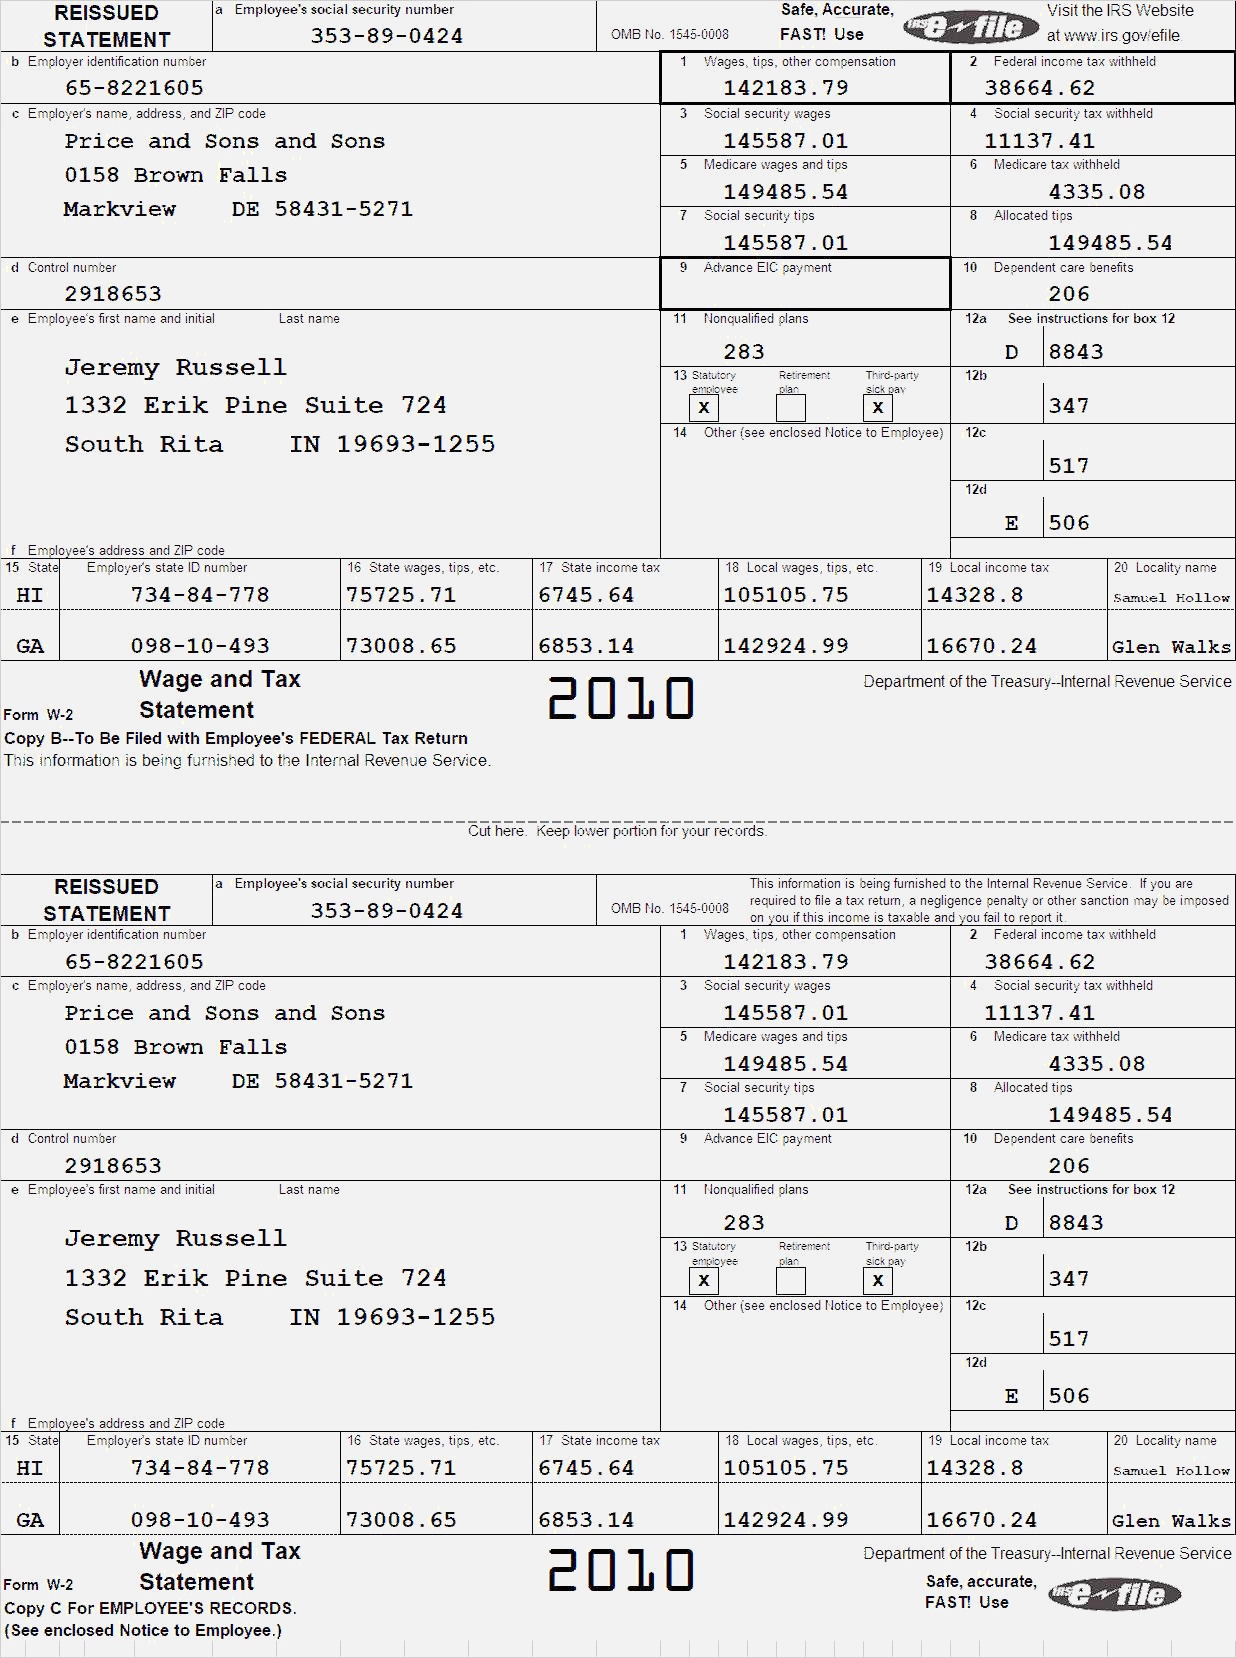 REISSUED STATEMENT
a Employee's social security number
353-89-0424
OMB No. 1545-0008
Safe, Accurate, FAST! Use
IRS e-file
Visit the IRS Website at www.irs.gov/efile
b Employer identification number
65-8221605
1 Wages, tips, other compensation
142183.79
2 Federal income tax withheld
38664.62
c Employer's name, address, and ZIP code
Price and Sons and Sons
0158 Brown Falls
Markview DE 58431-5271
3 Social security wages
145587.01
4 Social security tax withheld
11137.41
5 Medicare wages and tips
149485.54
6 Medicare tax withheld
4335.08
7 Social security tips
145587.01
8 Allocated tips
149485.54
d Control number
2918653
9 Advance EIC payment
10 Dependent care benefits
206
e Employee's first name and initial Last name
Jeremy Russell
1332 Erik Pine Suite 724
South Rita IN 19693-1255
11 Nonqualified plans
283
12a See instructions for box 12
D 8843
13 Statutory employee Retirement plan Third-party sick pay
X X
12b
347
14 Other (see enclosed Notice to Employee)
12c
517
12d
E 506
f Employee's address and ZIP code
15 State Employer's state ID number 16 State wages, tips, etc. 17 State income tax 18 Local wages, tips, etc. 19 Local income tax 20 Locality name
HI 734-84-778 75725.71 6745.64 105105.75 14328.8 Samuel Hollow
GA 098-10-493 73008.65 6853.14 142924.99 16670.24 Glen Walks
Form W-2 Wage and Tax Statement
2010
Department of the Treasury--Internal Revenue Service
Copy B--To Be Filed with Employee's FEDERAL Tax Return
This information is being furnished to the Internal Revenue Service.
Cut here. Keep lower portion for your records.
REISSUED STATEMENT
a Employee's social security number
353-89-0424
OMB No. 1545-0008
This information is being furnished to the Internal Revenue Service. If you are
required to file a tax return, a negligence penalty or other sanction may be imposed
on you if this income is taxable and you fail to report it.
b Employer identification number
65-8221605
1 Wages, tips, other compensation
142183.79
2 Federal income tax withheld
38664.62
c Employer's name, address, and ZIP code
Price and Sons and Sons
0158 Brown Falls
Markview DE 58431-5271
3 Social security wages
145587.01
4 Social security tax withheld
11137.41
5 Medicare wages and tips
149485.54
6 Medicare tax withheld
4335.08
7 Social security tips
145587.01
8 Allocated tips
149485.54
d Control number
2918653
9 Advance EIC payment
10 Dependent care benefits
206
e Employee's first name and initial Last name
Jeremy Russell
1332 Erik Pine Suite 724
South Rita IN 19693-1255
11 Nonqualified plans
283
12a See instructions for box 12
D 8843
13 Statutory employee Retirement plan Third-party sick pay
X X
12b
347
14 Other (see enclosed Notice to Employee)
12c
517
12d
E 506
f Employee's address and ZIP code
15 State Employer's state ID number 16 State wages, tips, etc. 17 State income tax 18 Local wages, tips, etc. 19 Local income tax 20 Locality name
HI 734-84-778 75725.71 6745.64 105105.75 14328.8 Samuel Hollow
GA 098-10-493 73008.65 6853.14 142924.99 16670.24 Glen Walks
Form W-2 Wage and Tax Statement
2010
Department of the Treasury--Internal Revenue Service
Safe, accurate, FAST! Use
IRS e-file
Copy C For EMPLOYEE'S RECORDS.
(See enclosed Notice to Employee.)